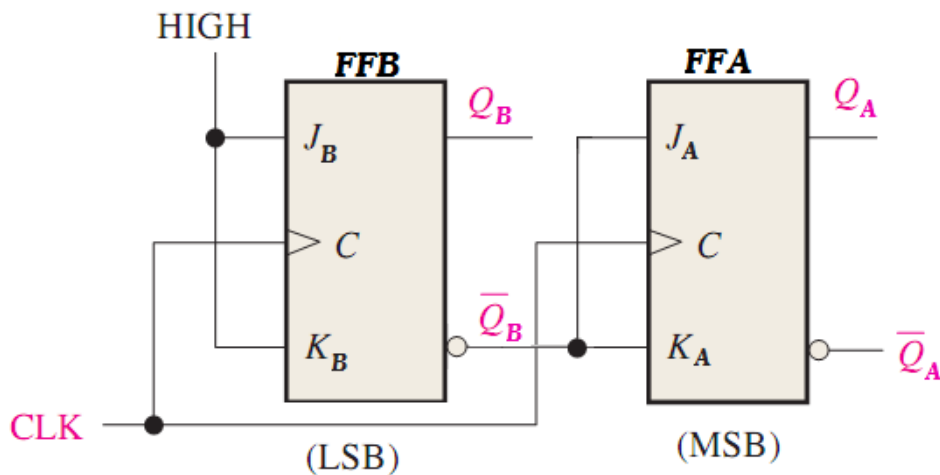 HIGH
FFB
FFA
Q_B
Q_A
J_B
J_A
C
C
Q̅_B
K_B
K_A
Q̅_A
CLK
(LSB)
(MSB)